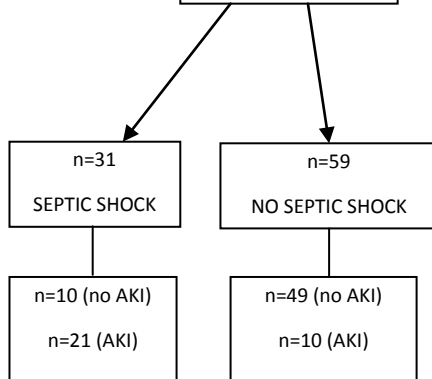 n=31
SEPTIC SHOCK
n=59
NO SEPTIC SHOCK
n=10 (no AKI)
n=21 (AKI)
n=49 (no AKI)
n=10 (AKI)